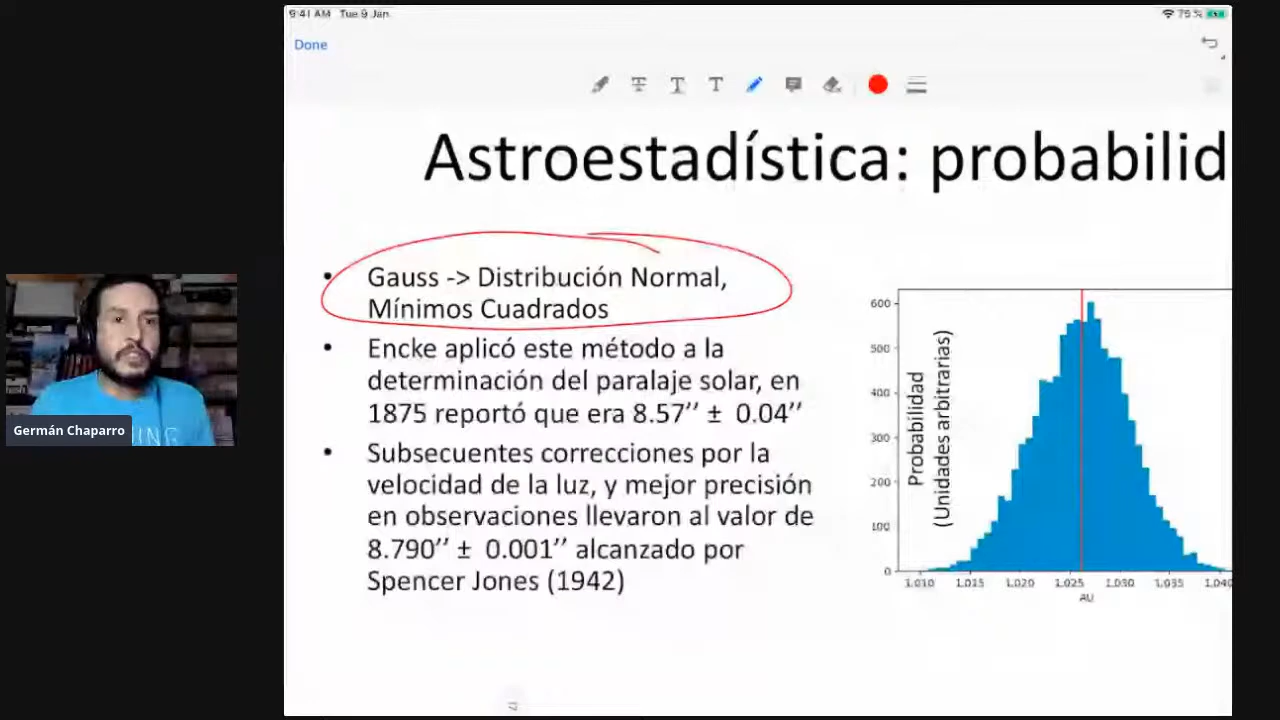 9:41 AM Tue 9 Jan
75 %
Done
Astroestadística: probabilid
• Gauss -> Distribución Normal,
Mínimos Cuadrados
• Encke aplicó este método a la
determinación del paralaje solar, en
1875 reportó que era 8.57’’ ± 0.04’’
• Subsecuentes correcciones por la
velocidad de la luz, y mejor precisión
en observaciones llevaron al valor de
8.790’’ ± 0.001’’ alcanzado por
Spencer Jones (1942)
Probabilidad
(Unidades arbitrarias)
600
500
400
300
200
100
0
1.010 1.015 1.020 1.025 1.030 1.035 1.040
AU
Germán Chaparro
ING